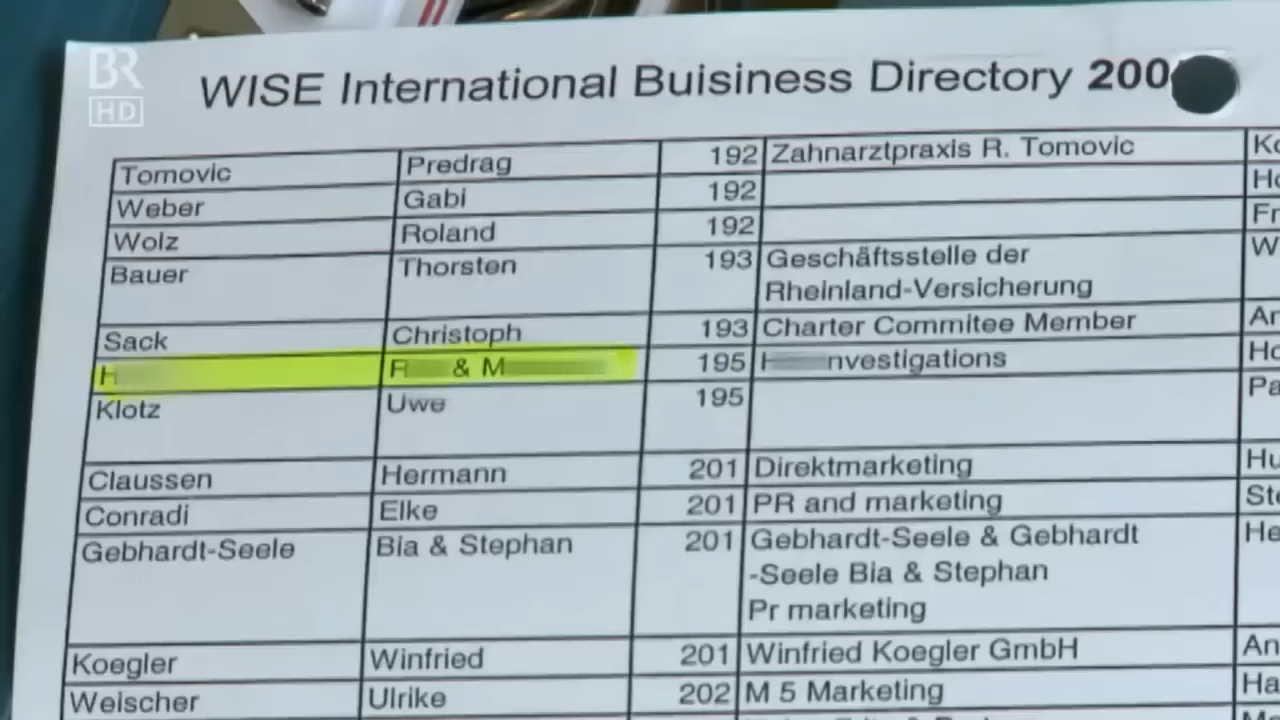 BR
HD
WISE International Buisiness Directory 200
Tomovic Predrag 192 Zahnarztpraxis R. Tomovic
Weber Gabi 192
Wolz Roland 192
Bauer Thorsten 193 Geschäftsstelle der
Rheinland-Versicherung
Sack Christoph 193 Charter Commitee Member
H R & M 195 H nvestigations
Klotz Uwe 195
Claussen Hermann 201 Direktmarketing
Conradi Elke 201 PR and marketing
Gebhardt-Seele Bia & Stephan 201 Gebhardt-Seele & Gebhardt
-Seele Bia & Stephan
Pr marketing
Koegler Winfried 201 Winfried Koegler GmbH
Weischer Ulrike 202 M 5 Marketing